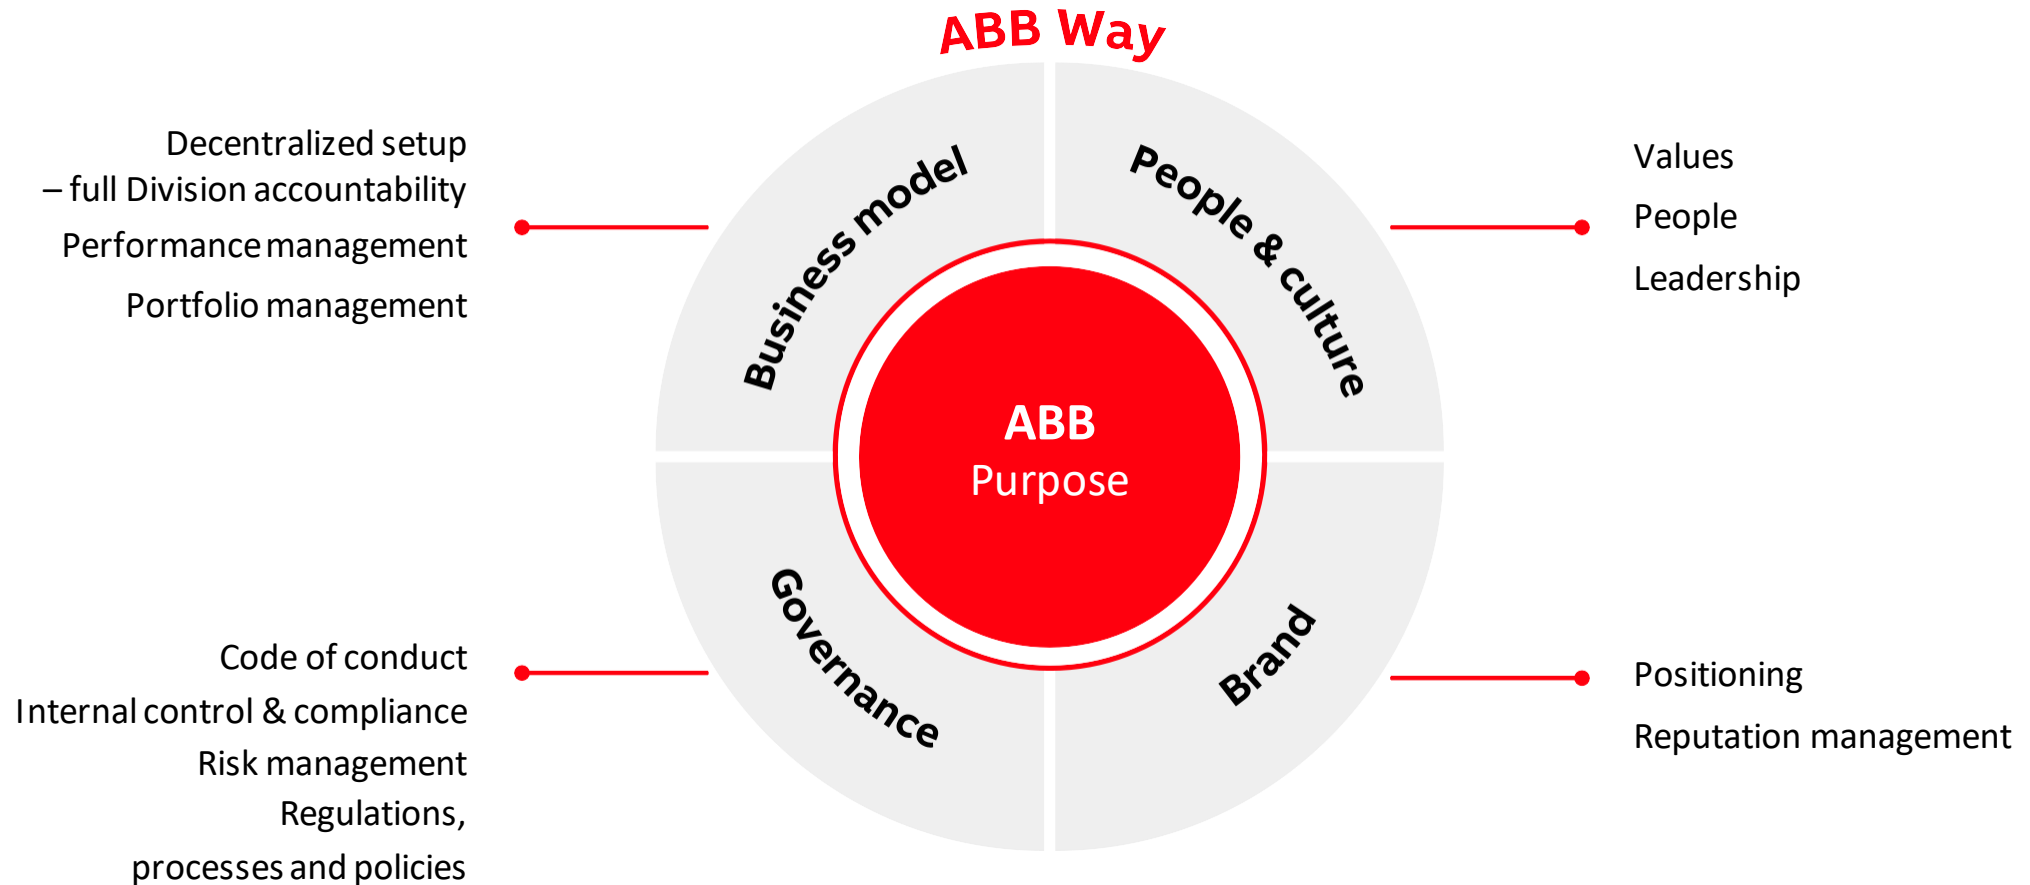 ABB Way
Decentralized setup
– full Division accountability
Performance management
Portfolio management
Business model
People & culture
Values
People
Leadership
ABB
Purpose
Code of conduct
Internal control & compliance
Risk management
Regulations,
processes and policies
Governance
Brand
Positioning
Reputation management